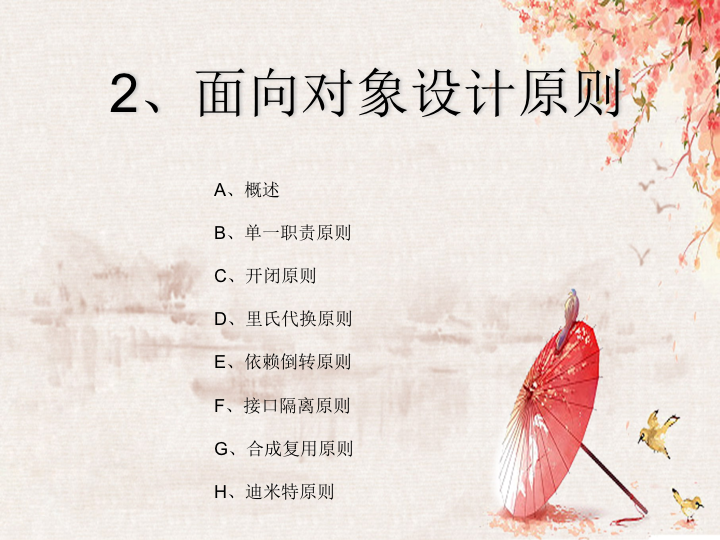 2、面向对象设计原则
A、概述
B、单一职责原则
C、开闭原则
D、里氏代换原则
E、依赖倒转原则
F、接口隔离原则
G、合成复用原则
H、迪米特原则